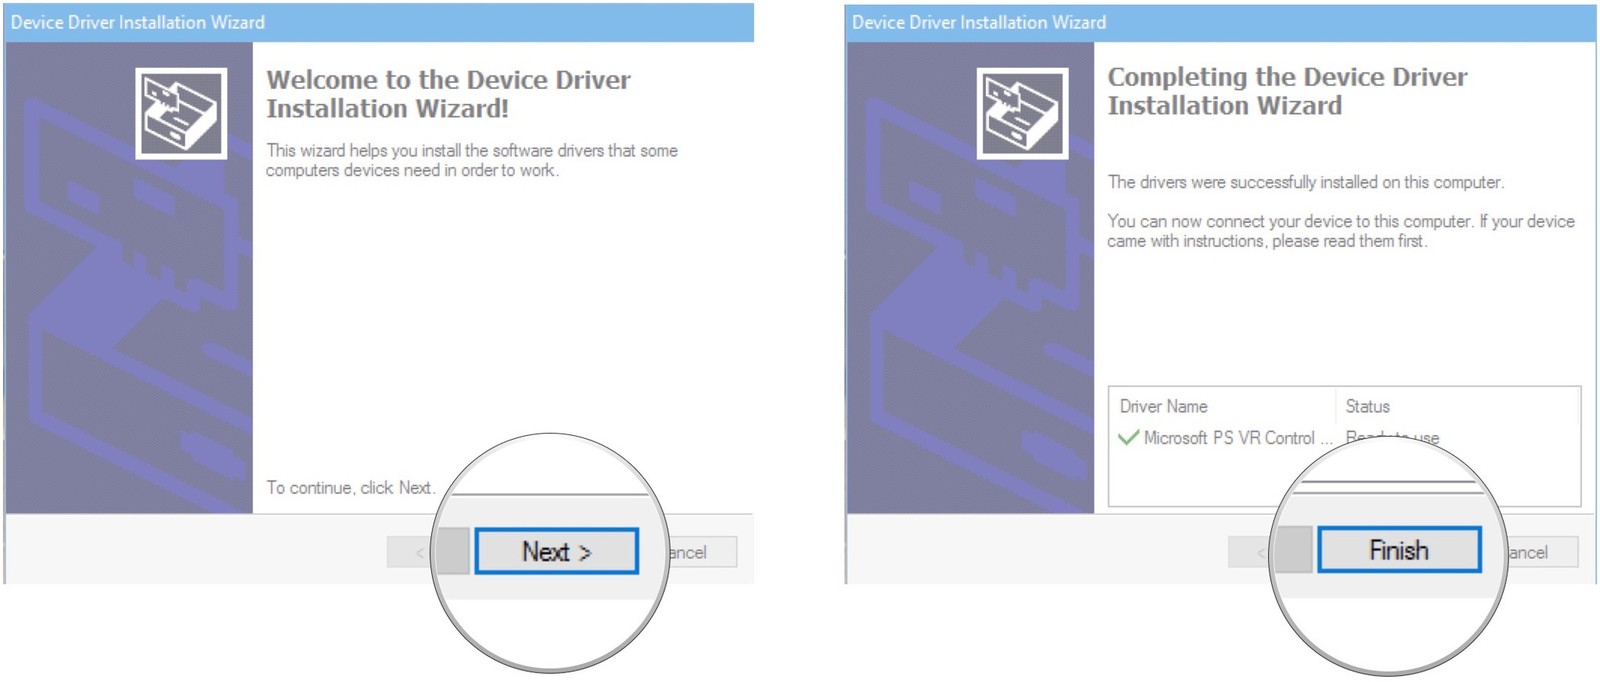 Device Driver Installation Wizard
Welcome to the Device Driver
Installation Wizard!
This wizard helps you install the software drivers that some
computers devices need in order to work.
To continue, click Next.
<
Next >
ancel
Device Driver Installation Wizard
Completing the Device Driver
Installation Wizard
The drivers were successfully installed on this computer.
You can now connect your device to this computer. If your device
came with instructions, please read them first.
Driver Name Status
Microsoft PS VR Control ... Ready to use
<
Finish
ancel